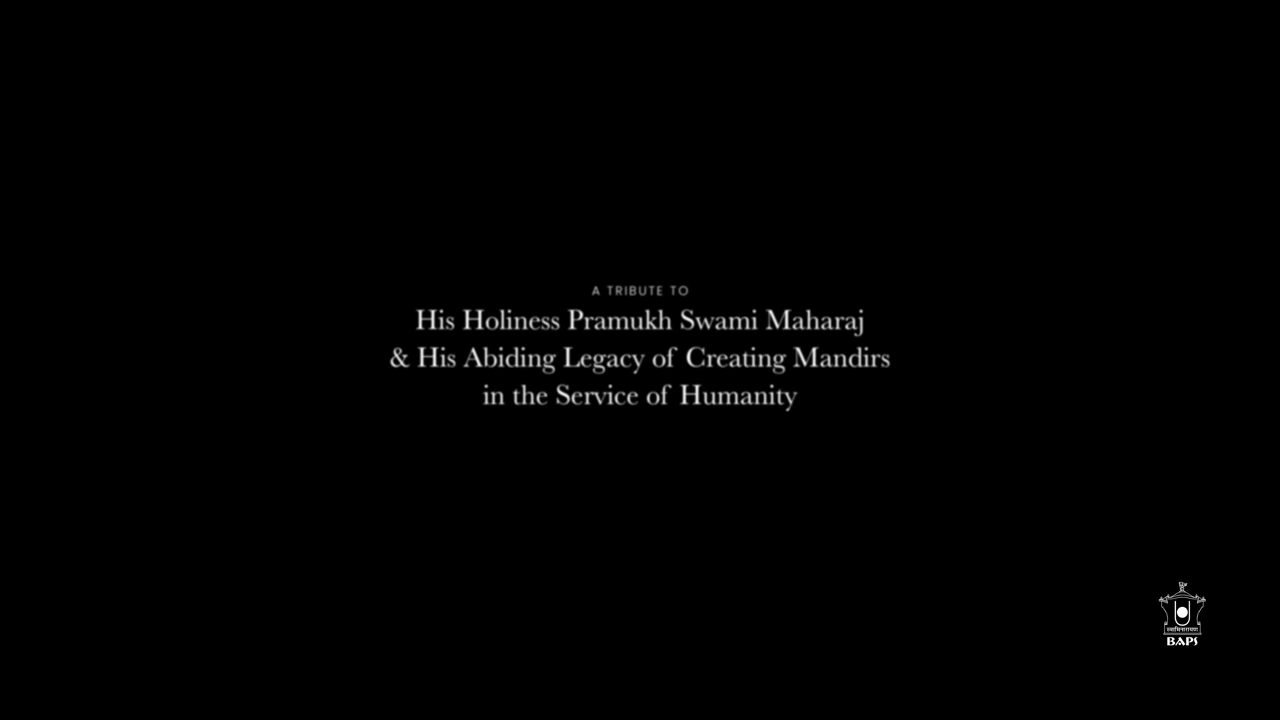 A TRIBUTE TO
His Holiness Pramukh Swami Maharaj
& His Abiding Legacy of Creating Mandirs
in the Service of Humanity
स्वामिनारायण
BAPS